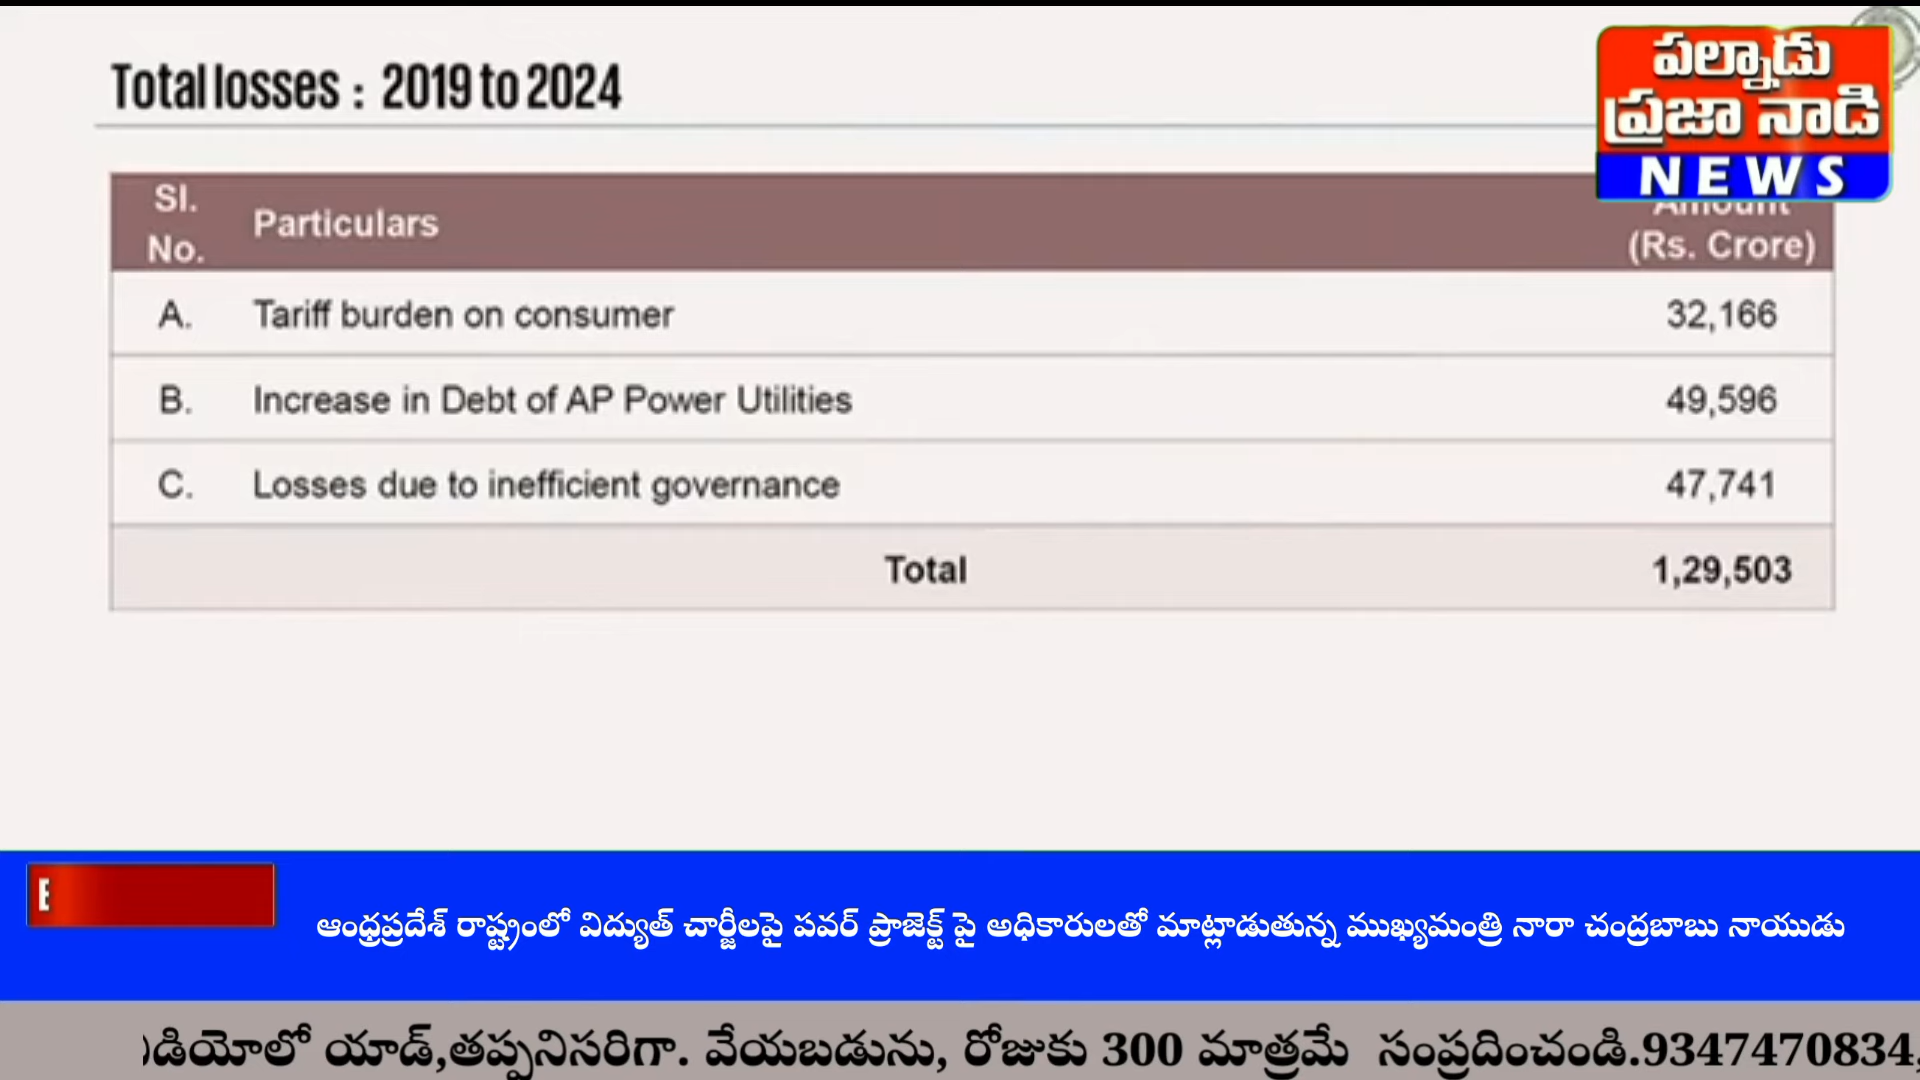 Total losses : 2019 to 2024
పల్నాడు
ప్రజా నాడి
NEWS
Sl. No.
Particulars
Amount (Rs. Crore)
A. Tariff burden on consumer 32,166
B. Increase in Debt of AP Power Utilities 49,596
C. Losses due to inefficient governance 47,741
Total 1,29,503
ఆంధ్రప్రదేశ్ రాష్ట్రంలో విద్యుత్ చార్జీలపై పవర్ ప్రాజెక్ట్ పై అధికారులతో మాట్లాడుతున్న ముఖ్యమంత్రి నారా చంద్రబాబు నాయుడు
యాడ్,తప్పనిసరిగా. వేయబడును, రోజుకు 300 మాత్రమే సంప్రదించండి.9347470834,